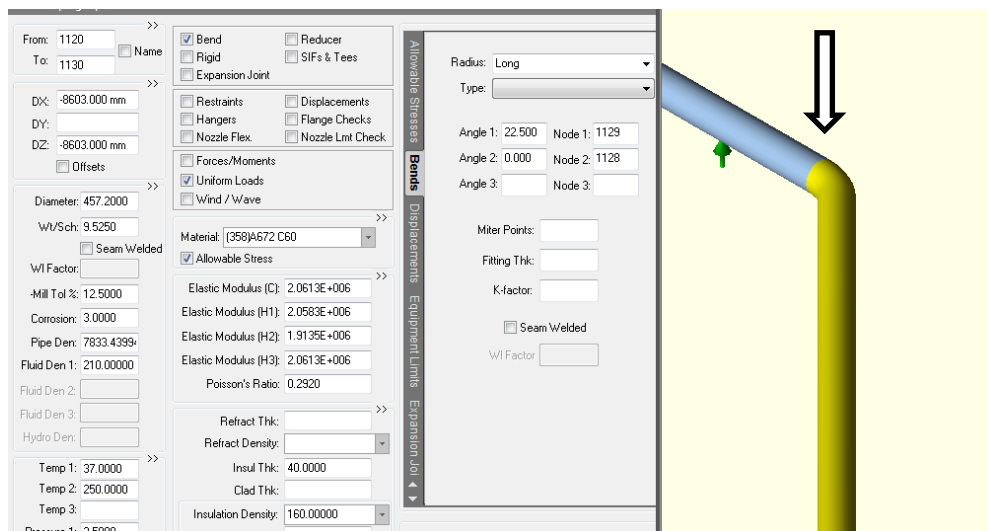 >>
From: 1120
Name
To: 1130
>>
DX: -8603.000 mm
DY:
DZ: -8603.000 mm
Offsets
>>
Diameter: 457.2000
Wt/Sch: 9.5250
Seam Welded
WI Factor:
-Mill Tol %: 12.5000
Corrosion: 3.0000
Pipe Den: 7833.4399
Fluid Den 1: 210.00000
Fluid Den 2:
Fluid Den 3:
Hydro Den:
>>
Temp 1: 37.0000
Temp 2: 250.0000
Temp 3:
Bend Reducer
Rigid SIFs & Tees
Expansion Joint
Restraints Displacements
Hangers Flange Checks
Nozzle Flex. Nozzle Lmt Check
Forces/Moments
Uniform Loads
Wind / Wave
>>
Material: (358)A672 C60
Allowable Stress
>>
Elastic Modulus (C): 2.0613E+006
Elastic Modulus (H1): 2.0583E+006
Elastic Modulus (H2): 1.9135E+006
Elastic Modulus (H3): 2.0613E+006
Poisson's Ratio: 0.2920
>>
Refract Thk:
Refract Density:
Insul Thk: 40.0000
Clad Thk:
Insulation Density: 160.00000
Allowable Stresses
Bends
Displacements
Equipment Limits
Expansion Joi
Radius: Long
Type:
Angle 1: 22.500 Node 1: 1129
Angle 2: 0.000 Node 2: 1128
Angle 3: Node 3:
Miter Points:
Fitting Thk:
K-factor:
Seam Welded
WI Factor